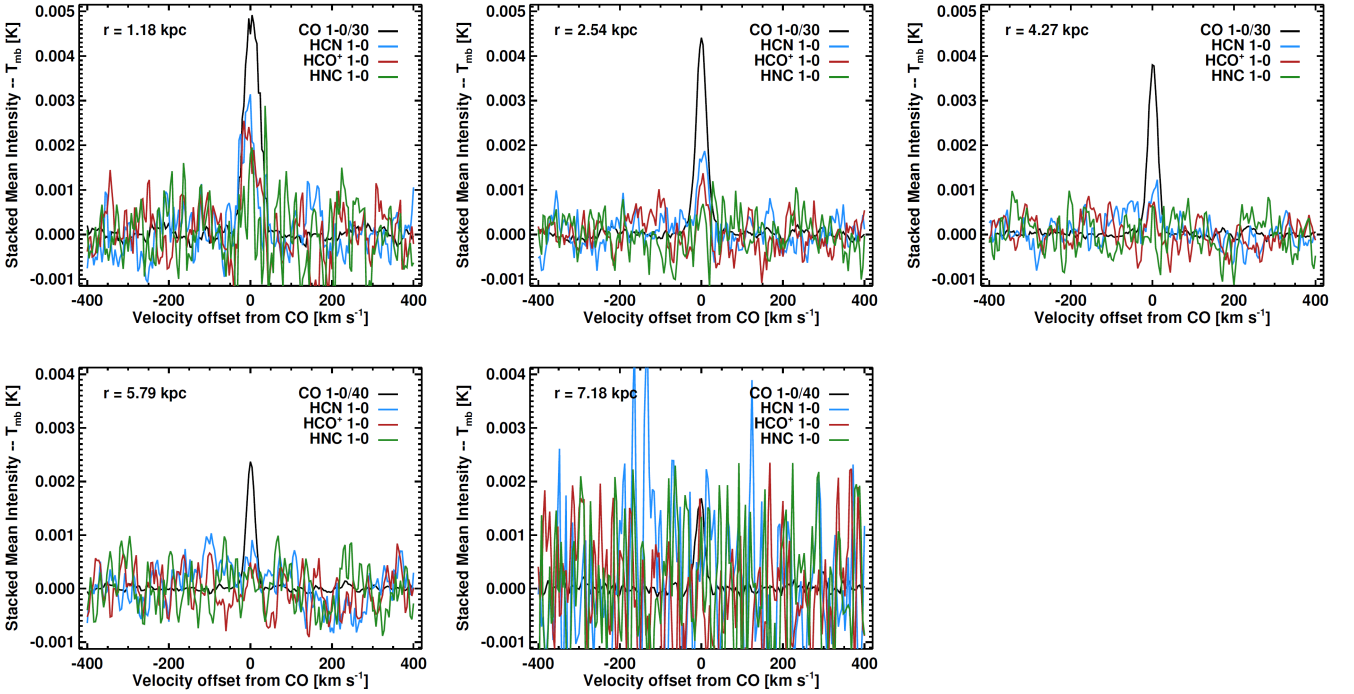 r = 1.18 kpc
CO 1-0/30
HCN 1-0
HCO+ 1-0
HNC 1-0
0.005
0.004
0.003
0.002
0.001
0.000
-0.001
Stacked Mean Intensity -- Tmb [K]
-400 -200 0 200 400
Velocity offset from CO [km s-1]
r = 2.54 kpc
CO 1-0/30
HCN 1-0
HCO+ 1-0
HNC 1-0
0.005
0.004
0.003
0.002
0.001
0.000
-0.001
Stacked Mean Intensity -- Tmb [K]
-400 -200 0 200 400
Velocity offset from CO [km s-1]
r = 4.27 kpc
CO 1-0/30
HCN 1-0
HCO+ 1-0
HNC 1-0
0.005
0.004
0.003
0.002
0.001
0.000
-0.001
Stacked Mean Intensity -- Tmb [K]
-400 -200 0 200 400
Velocity offset from CO [km s-1]
r = 5.79 kpc
CO 1-0/40
HCN 1-0
HCO+ 1-0
HNC 1-0
0.004
0.003
0.002
0.001
0.000
-0.001
Stacked Mean Intensity -- Tmb [K]
-400 -200 0 200 400
Velocity offset from CO [km s-1]
r = 7.18 kpc
CO 1-0/40
HCN 1-0
HCO+ 1-0
HNC 1-0
0.004
0.003
0.002
0.001
0.000
-0.001
Stacked Mean Intensity -- Tmb [K]
-400 -200 0 200 400
Velocity offset from CO [km s-1]